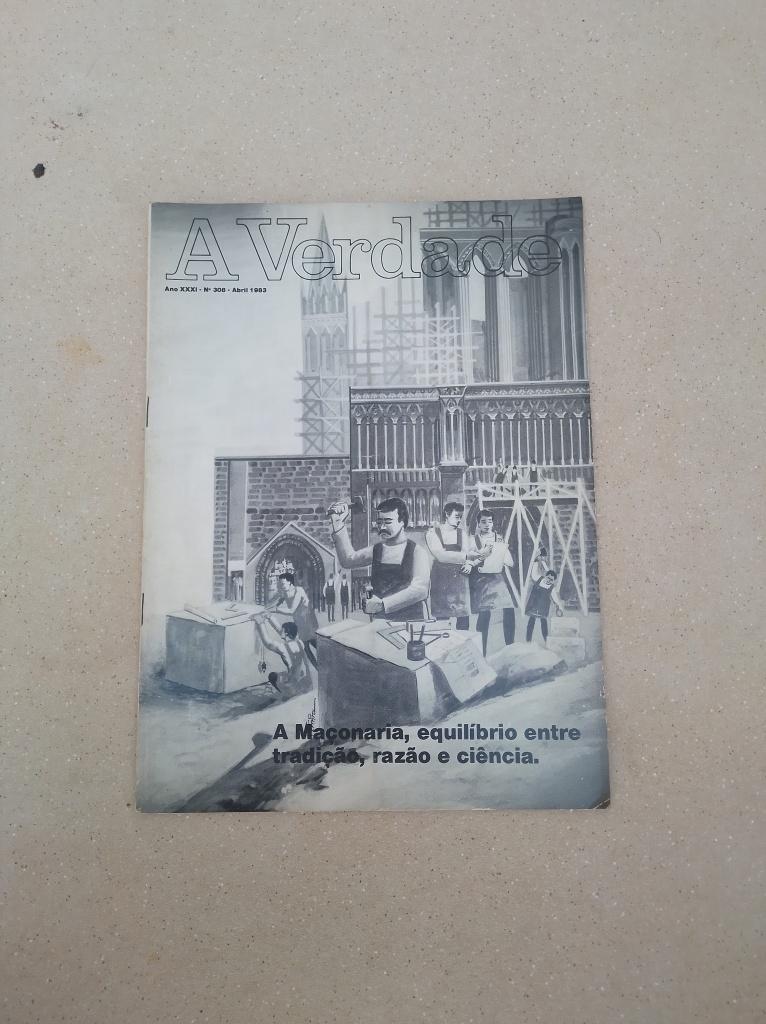 A Verdade
Ano XXXI - Nº 308 - Abril 1983
A Maçonaria, equilíbrio entre
tradição, razão e ciência.